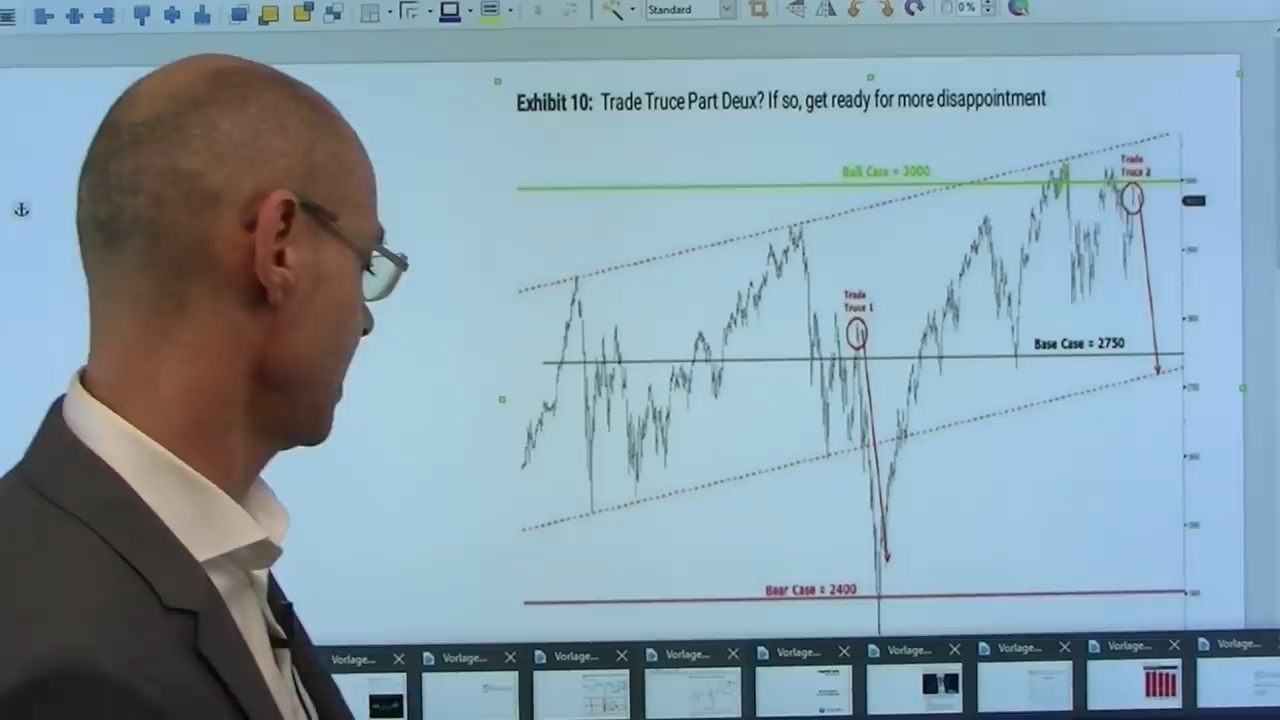 Standard
0 %
Exhibit 10: Trade Truce Part Deux? If so, get ready for more disappointment
Bull Case = 3000
Trade
Truce 2
Trade
Truce 1
Base Case = 2750
Bear Case = 2400
Vorlage...
Vorlage...
Vorlage...
Vorlage...
Vorlage...
Vorlage...
Vorlage...
Vorlage...
Vorlage...